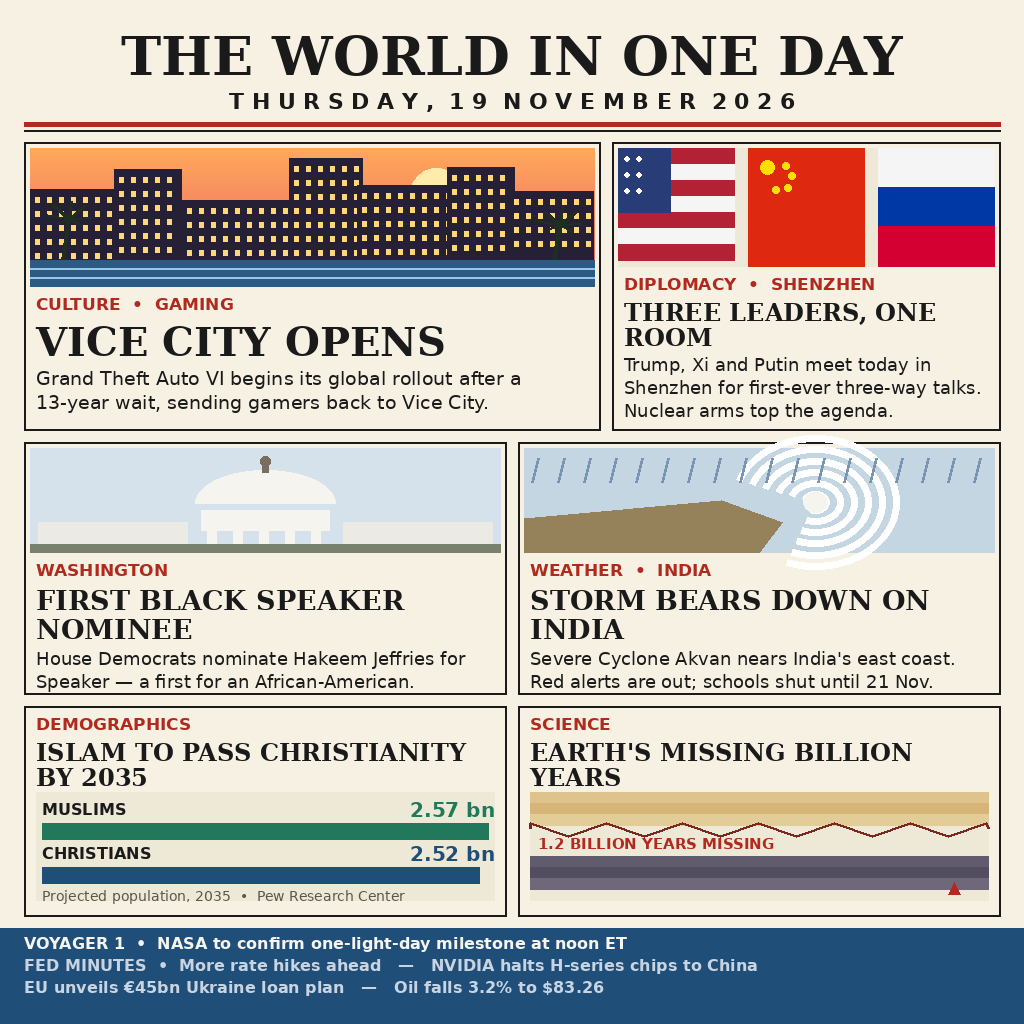 THE WORLD IN ONE DAY
THURSDAY, 19 NOVEMBER 2026
CULTURE • GAMING
VICE CITY OPENS
Grand Theft Auto VI begins its global rollout after a
13-year wait, sending gamers back to Vice City.
DIPLOMACY • SHENZHEN
THREE LEADERS, ONE
ROOM
Trump, Xi and Putin meet today in
Shenzhen for first-ever three-way talks.
Nuclear arms top the agenda.
WASHINGTON
FIRST BLACK SPEAKER
NOMINEE
House Democrats nominate Hakeem Jeffries for
Speaker — a first for an African-American.
WEATHER • INDIA
STORM BEARS DOWN ON
INDIA
Severe Cyclone Akvan nears India's east coast.
Red alerts are out; schools shut until 21 Nov.
DEMOGRAPHICS
ISLAM TO PASS CHRISTIANITY
BY 2035
MUSLIMS 2.57 bn
CHRISTIANS 2.52 bn
Projected population, 2035 • Pew Research Center
SCIENCE
EARTH'S MISSING BILLION
YEARS
1.2 BILLION YEARS MISSING
VOYAGER 1 • NASA to confirm one-light-day milestone at noon ET
FED MINUTES • More rate hikes ahead — NVIDIA halts H-series chips to China
EU unveils €45bn Ukraine loan plan — Oil falls 3.2% to $83.26